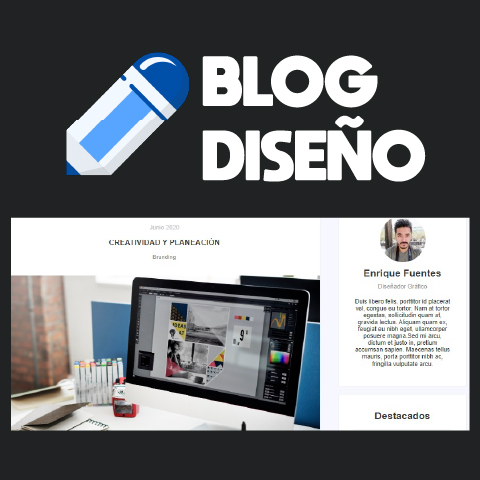 BLOG
DISEÑO
Junio 2020
CREATIVIDAD Y PLANEACIÓN
Branding
IDEAS
Enrique Fuentes
Diseñador Gráfico
Duis libero felis, porttitor id placerat
vel, congue eu tortor. Nam at tortor
egestas, sollicitudin quam at,
gravida lectus. Aliquam quam ex,
feugiat eu nibh eget, ullamcorper
posuere magna.Sed mi arcu,
dictum et justo in, pretium
accumsan sapien. Maecenas tellus
mauris, porta porttitor nibh ac,
fringilla vulputate arcu.
Destacados